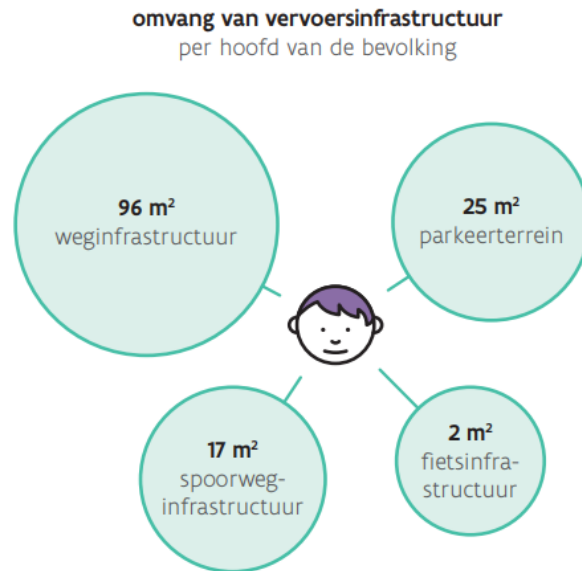 omvang van vervoersinfrastructuur
per hoofd van de bevolking
96 m²
weginfrastructuur
25 m²
parkeerterrein
17 m²
spoorweg-
infrastructuur
2 m²
fietsinfra-
structuur